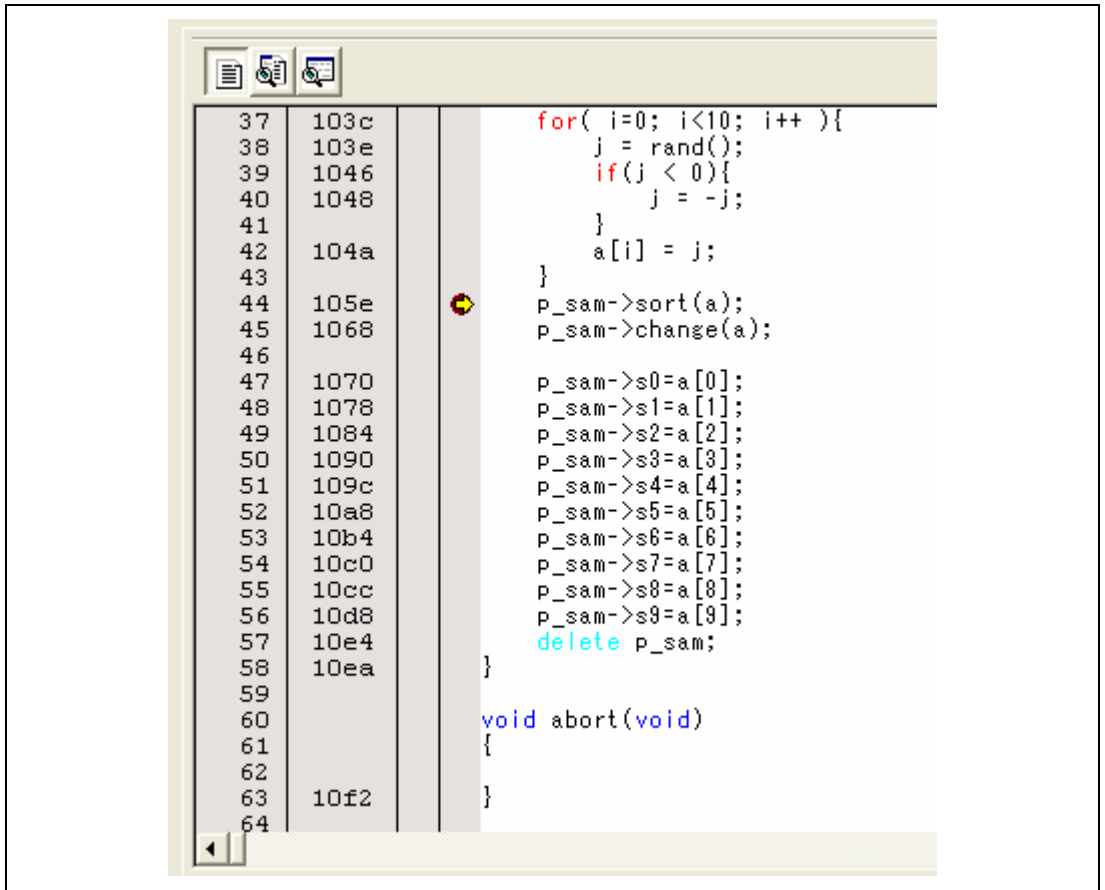 37 103c for( i=0; i<10; i++ ){
38 103e j = rand();
39 1046 if(j < 0){
40 1048 j = -j;
41 }
42 104a a[i] = j;
43 }
44 105e p_sam->sort(a);
45 1068 p_sam->change(a);
46
47 1070 p_sam->s0=a[0];
48 1078 p_sam->s1=a[1];
49 1084 p_sam->s2=a[2];
50 1090 p_sam->s3=a[3];
51 109c p_sam->s4=a[4];
52 10a8 p_sam->s5=a[5];
53 10b4 p_sam->s6=a[6];
54 10c0 p_sam->s7=a[7];
55 10cc p_sam->s8=a[8];
56 10d8 p_sam->s9=a[9];
57 10e4 delete p_sam;
58 10ea }
59
60 void abort(void)
61 {
62
63 10f2 }
64